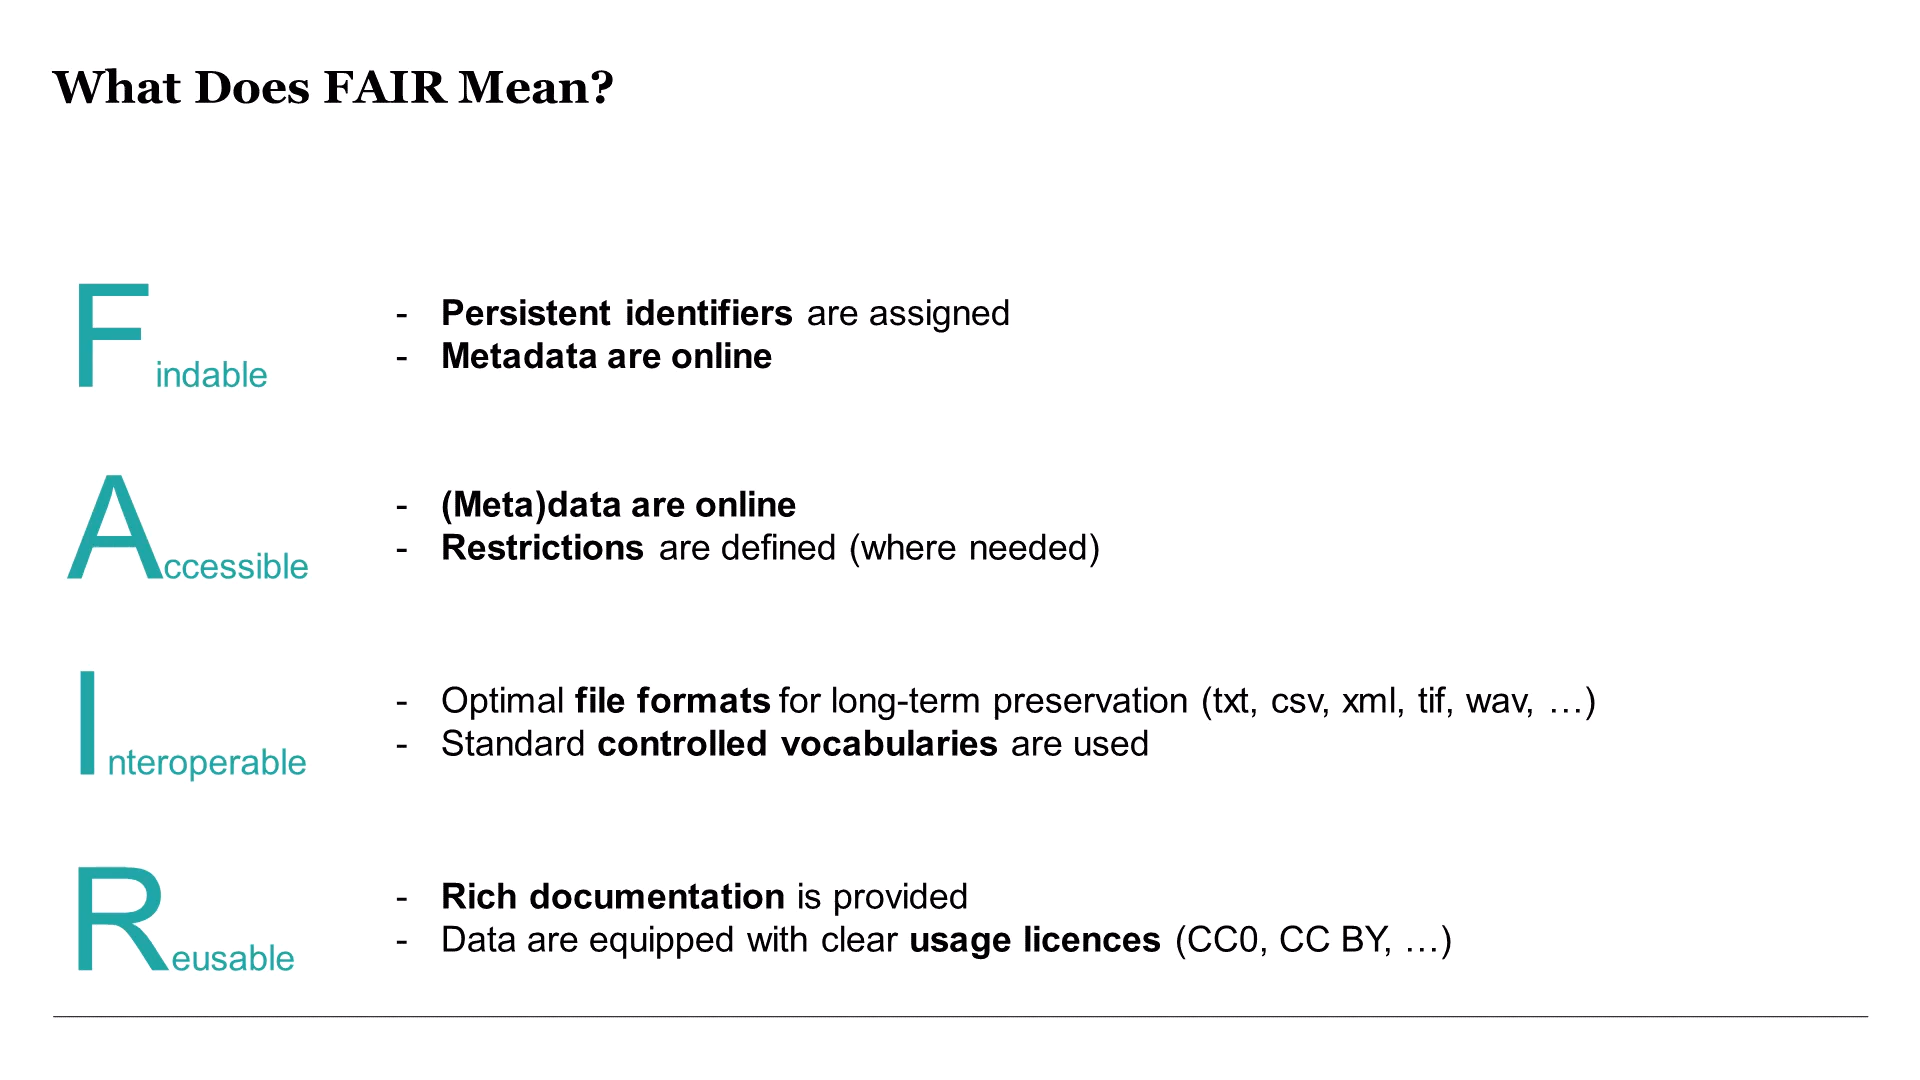 What Does FAIR Mean?
Findable
- Persistent identifiers are assigned
- Metadata are online
Accessible
- (Meta)data are online
- Restrictions are defined (where needed)
Interoperable
- Optimal file formats for long-term preservation (txt, csv, xml, tif, wav, …)
- Standard controlled vocabularies are used
Reusable
- Rich documentation is provided
- Data are equipped with clear usage licences (CC0, CC BY, …)